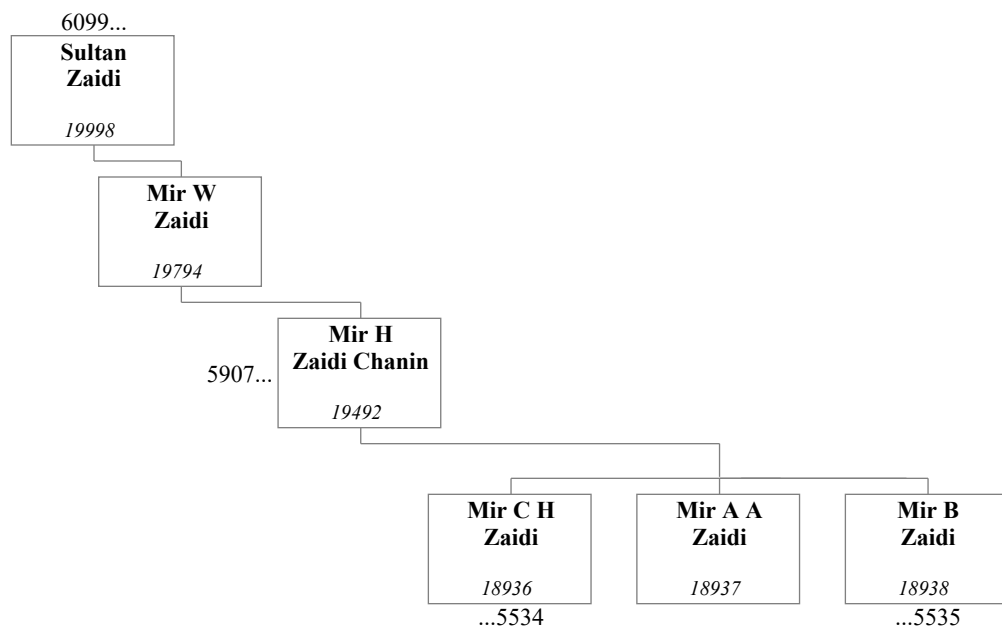 6099...
Sultan
Zaidi
19998
Mir W
Zaidi
19794
Mir H
Zaidi Chanin
5907...
19492
Mir C H
Zaidi
18936
...5534
Mir A A
Zaidi
18937
Mir B
Zaidi
18938
...5535